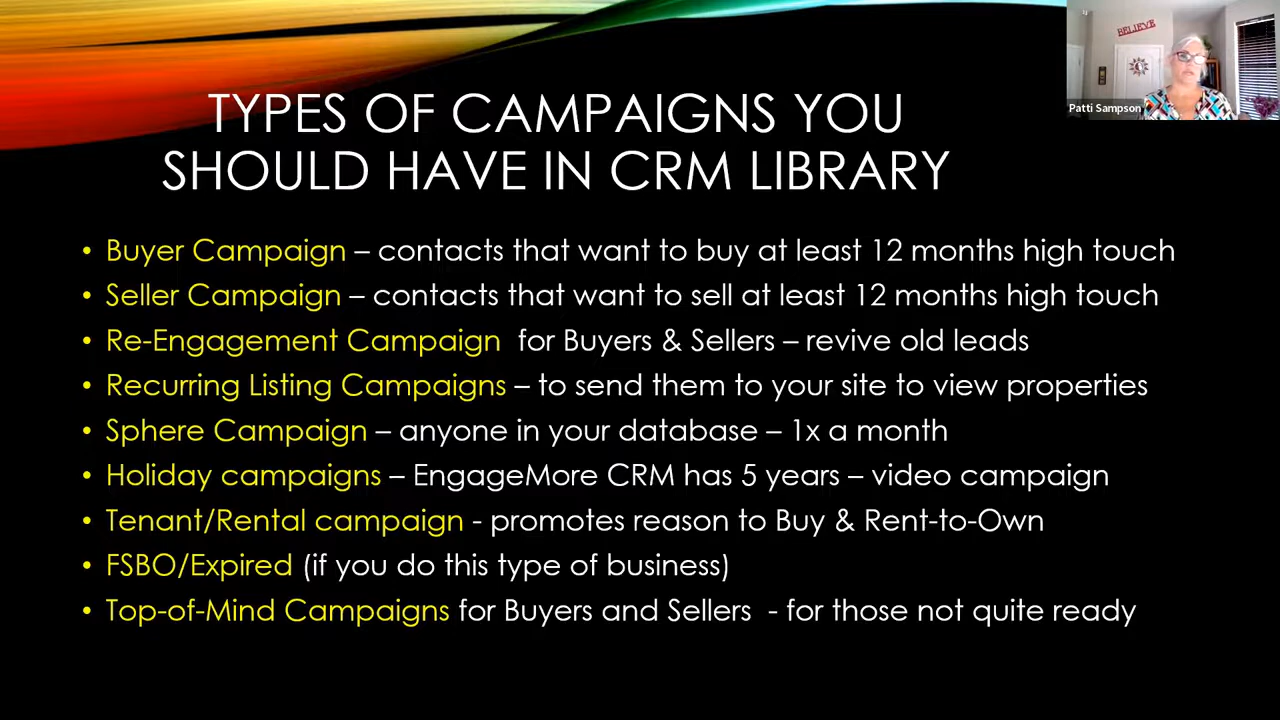 BELIEVE
Patti Sampson
TYPES OF CAMPAIGNS YOU
SHOULD HAVE IN CRM LIBRARY
• Buyer Campaign – contacts that want to buy at least 12 months high touch
• Seller Campaign – contacts that want to sell at least 12 months high touch
• Re-Engagement Campaign  for Buyers & Sellers – revive old leads
• Recurring Listing Campaigns – to send them to your site to view properties
• Sphere Campaign – anyone in your database – 1x a month
• Holiday campaigns – EngageMore CRM has 5 years – video campaign
• Tenant/Rental campaign - promotes reason to Buy & Rent-to-Own
• FSBO/Expired (if you do this type of business)
• Top-of-Mind Campaigns for Buyers and Sellers  - for those not quite ready